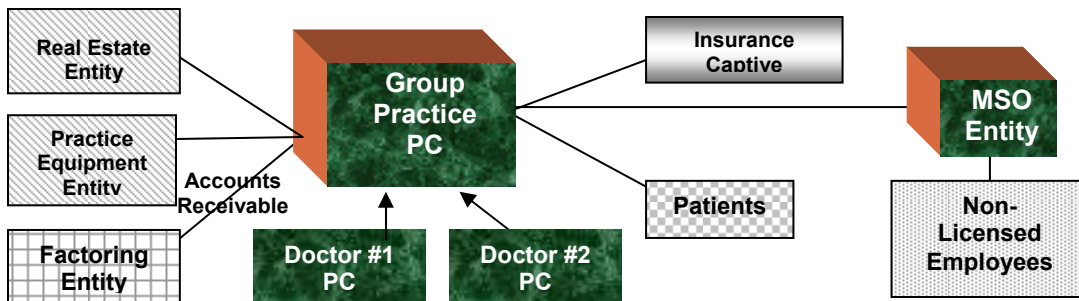 Real Estate
Entity
Practice
Equipment
Entity
Accounts
Receivable
Factoring
Entity
Group
Practice
PC
Doctor #1
PC
Doctor #2
PC
Insurance
Captive
Patients
MSO
Entity
Non-
Licensed
Employees